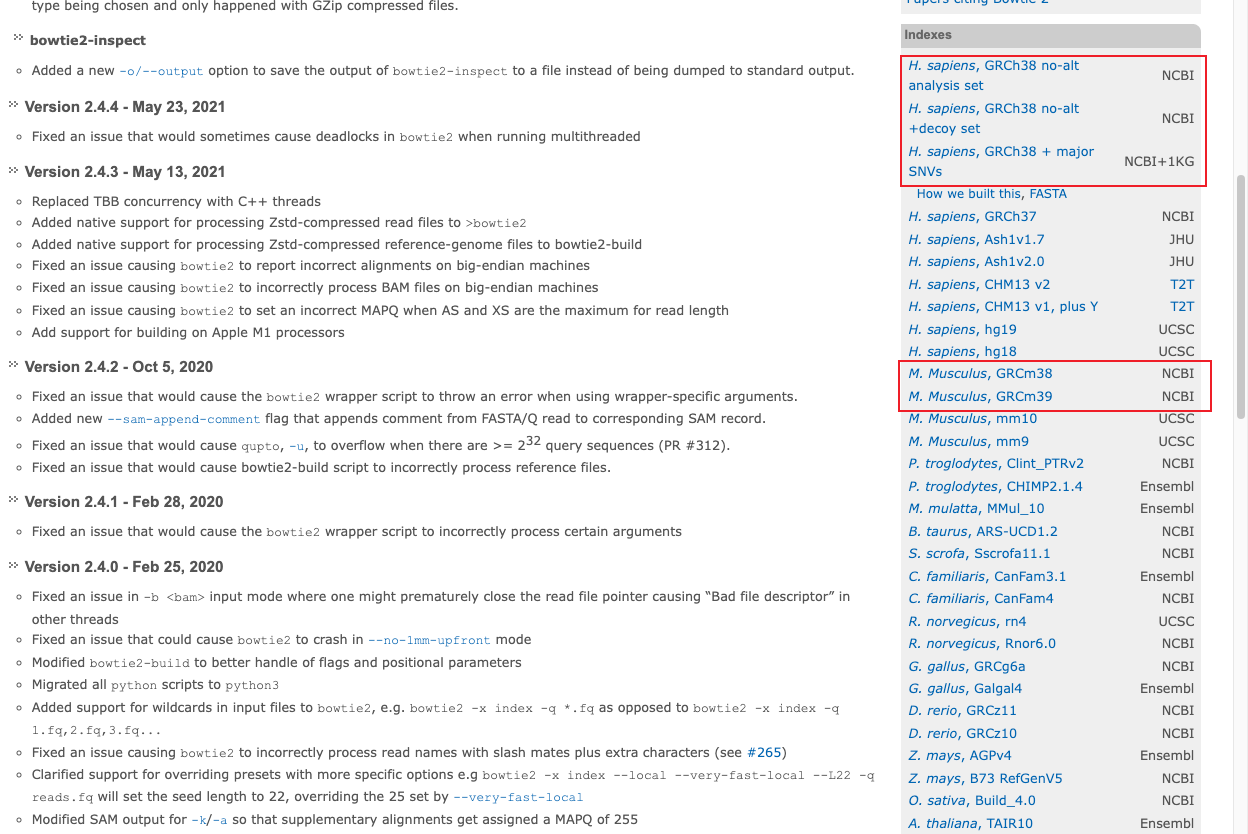 type being chosen and only happened with GZip compressed files.
bowtie2-inspect
Added a new -o/--output option to save the output of bowtie2-inspect to a file instead of being dumped to standard output.
Version 2.4.4 - May 23, 2021
Fixed an issue that would sometimes cause deadlocks in bowtie2 when running multithreaded
Version 2.4.3 - May 13, 2021
Replaced TBB concurrency with C++ threads
Added native support for processing Zstd-compressed read files to >bowtie2
Added native support for processing Zstd-compressed reference-genome files to bowtie2-build
Fixed an issue causing bowtie2 to report incorrect alignments on big-endian machines
Fixed an issue causing bowtie2 to incorrectly process BAM files on big-endian machines
Fixed an issue causing bowtie2 to set an incorrect MAPQ when AS and XS are the maximum for read length
Add support for building on Apple M1 processors
Version 2.4.2 - Oct 5, 2020
Fixed an issue that would cause the bowtie2 wrapper script to throw an error when using wrapper-specific arguments.
Added new --sam-append-comment flag that appends comment from FASTA/Q read to corresponding SAM record.
Fixed an issue that would cause qupto, -u, to overflow when there are >= 2^32 query sequences (PR #312).
Fixed an issue that would cause bowtie2-build script to incorrectly process reference files.
Version 2.4.1 - Feb 28, 2020
Fixed an issue that would cause the bowtie2 wrapper script to incorrectly process certain arguments
Version 2.4.0 - Feb 25, 2020
Fixed an issue in -b <bam> input mode where one might prematurely close the read file pointer causing “Bad file descriptor” in
other threads
Fixed an issue that could cause bowtie2 to crash in --no-1mm-upfront mode
Modified bowtie2-build to better handle of flags and positional parameters
Migrated all python scripts to python3
Added support for wildcards in input files to bowtie2, e.g. bowtie2 -x index -q *.fq as opposed to bowtie2 -x index -q
1.fq,2.fq,3.fq...
Fixed an issue causing bowtie2 to incorrectly process read names with slash mates plus extra characters (see #265)
Clarified support for overriding presets with more specific options e.g bowtie2 -x index --local --very-fast-local --L22 -q
reads.fq will set the seed length to 22, overriding the 25 set by --very-fast-local
Modified SAM output for -k/-a so that supplementary alignments get assigned a MAPQ of 255
Papers citing Bowtie 2
Indexes
H. sapiens, GRCh38 no-alt
analysis set NCBI
H. sapiens, GRCh38 no-alt
+decoy set NCBI
H. sapiens, GRCh38 + major
SNVs NCBI+1KG
How we built this, FASTA
H. sapiens, GRCh37 NCBI
H. sapiens, Ash1v1.7 JHU
H. sapiens, Ash1v2.0 JHU
H. sapiens, CHM13 v2 T2T
H. sapiens, CHM13 v1, plus Y T2T
H. sapiens, hg19 UCSC
H. sapiens, hg18 UCSC
M. Musculus, GRCm38 NCBI
M. Musculus, GRCm39 NCBI
M. Musculus, mm10 UCSC
M. Musculus, mm9 UCSC
P. troglodytes, Clint_PTRv2 NCBI
P. troglodytes, CHIMP2.1.4 Ensembl
M. mulatta, MMul_10 Ensembl
B. taurus, ARS-UCD1.2 NCBI
S. scrofa, Sscrofa11.1 NCBI
C. familiaris, CanFam3.1 Ensembl
C. familiaris, CanFam4 NCBI
R. norvegicus, rn4 UCSC
R. norvegicus, Rnor6.0 NCBI
G. gallus, GRCg6a NCBI
G. gallus, Galgal4 Ensembl
D. rerio, GRCz11 NCBI
D. rerio, GRCz10 NCBI
Z. mays, AGPv4 Ensembl
Z. mays, B73 RefGenV5 NCBI
O. sativa, Build_4.0 NCBI
A. thaliana, TAIR10 Ensembl